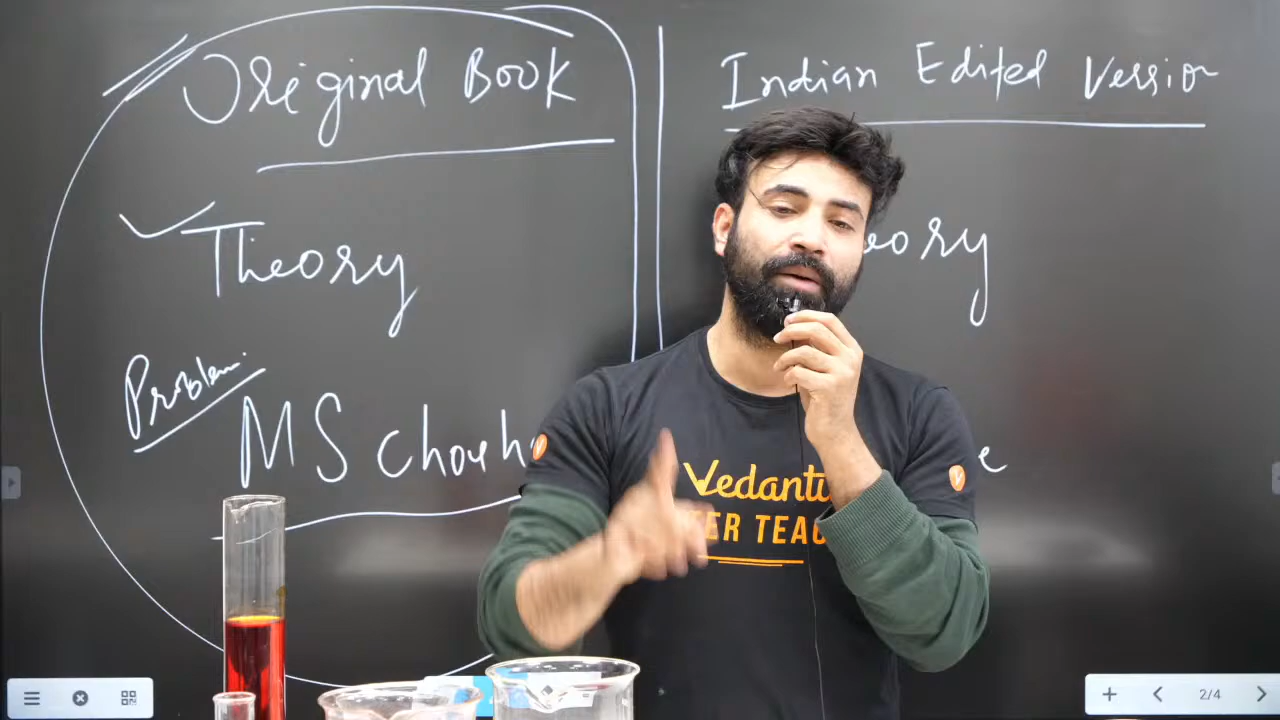 Original Book
Theory
Problem
MS Chouh
Indian Edited Version
eory
e
Vedantu
TER TEAC
2/4